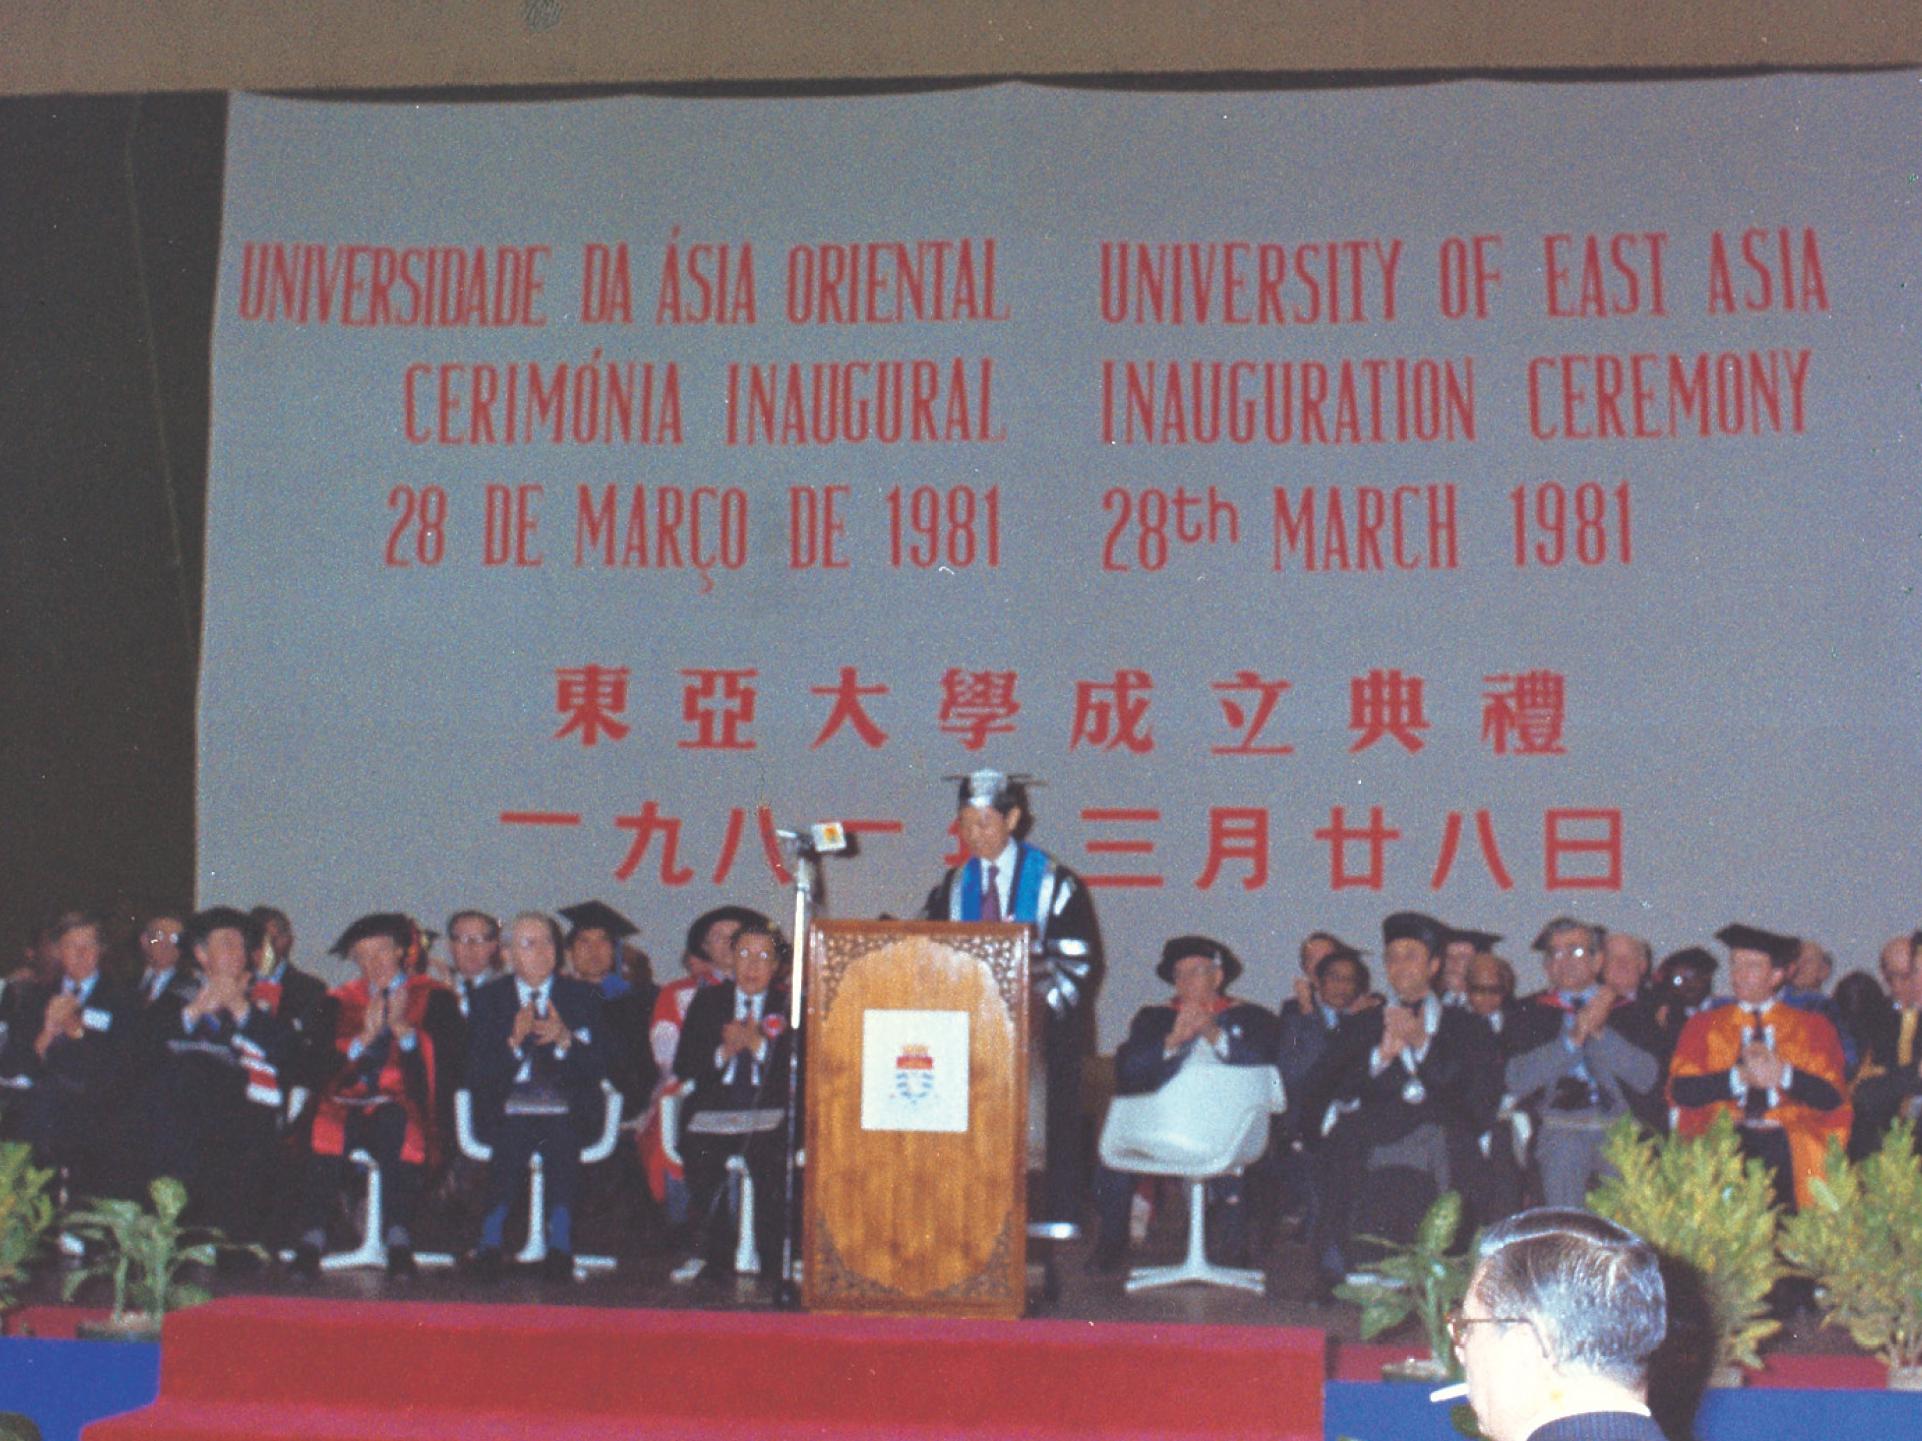 UNIVERSIDADE DA ÁSIA ORIENTAL
CERIMÓNIA INAUGURAL
28 DE MARÇO DE 1981
UNIVERSITY OF EAST ASIA
INAUGURATION CEREMONY
28th MARCH 1981
東亞大學成立典禮
一九八一年三月廿八日